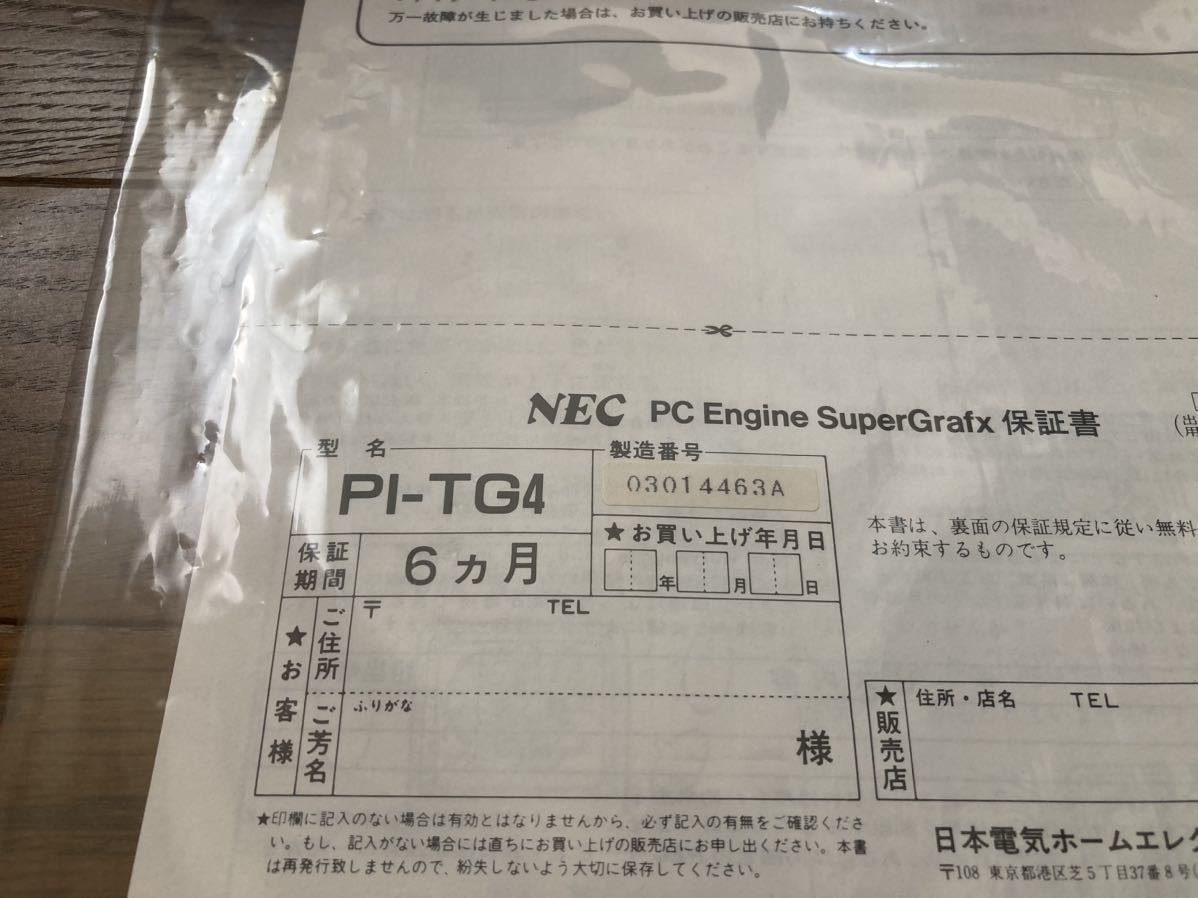 万一故障が生じました場合は、お買い上げの販売店にお持ちください。
NEC PC Engine SuperGrafx 保証書
型 名
PI-TG4
製造番号
03014463A
保証期間
6ヵ月
★お買い上げ年月日
年 月 日
本書は、裏面の保証規定に従い無料
お約束するものです。
★お客様
ご住所
〒 TEL
ご芳名
ふりがな
様
★販売店
住所・店名 TEL
★印欄に記入のない場合は有効とはなりませんから、必ず記入の有無をご確認くださ
い。もし、記入がない場合には直ちにお買い上げの販売店にお申し出ください。本書
は再発行致しませんので、紛失しないよう大切に保存してください。
日本電気ホームエレク
〒108 東京都港区芝5丁目37番8号